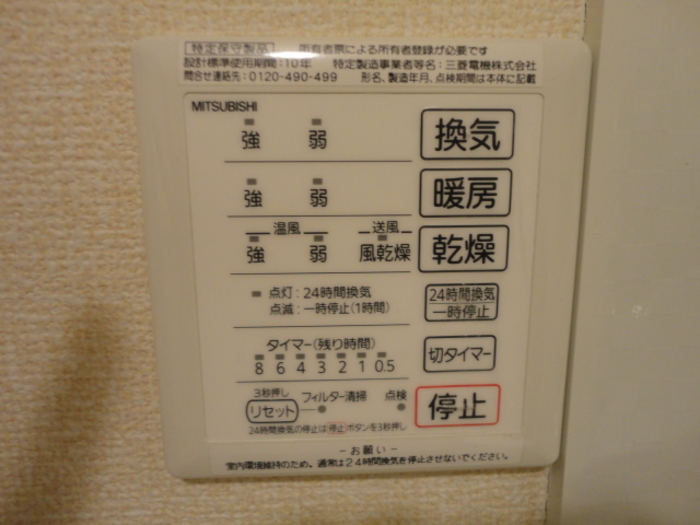 特定保守製品 所有者票による所有者登録が必要です
設計標準使用期間:10年 特定製造事業者等名:三菱電機株式会社
問合せ連絡先:0120-490-499 形名、製造年月、点検期間は本体に記載
MITSUBISHI
強 弱 換気
強 弱 暖房
温風 送風
強 弱 風乾燥 乾燥
点灯:24時間換気
点滅:一時停止(1時間)
24時間換気
一時停止
タイマー(残り時間)
8 6 4 3 2 1 0.5
切タイマー
3秒押し
リセット フィルター清掃 点検
停止
24時間換気の停止は 停止 ボタンを3秒押し
-お願い-
室内環境維持のため、通常は24時間換気を停止させないでください。